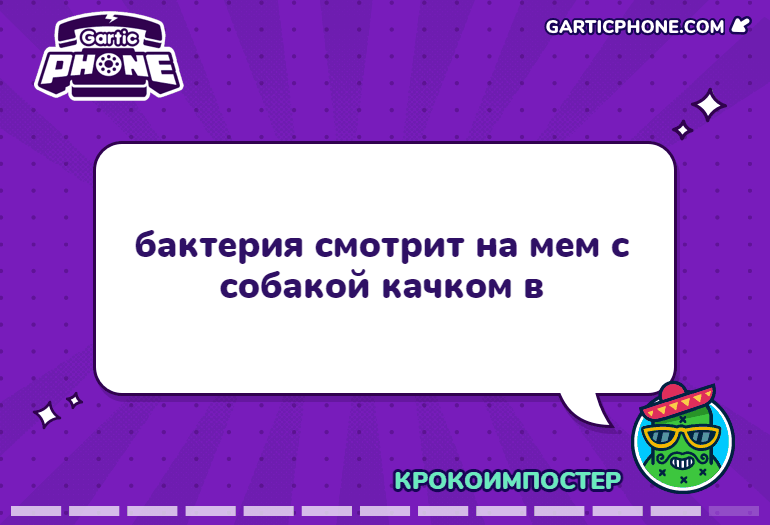 Gartic
PHONE
GARTICPHONE.COM
бактерия смотрит на мем с
собакой качком в
КРОКОИМПОСТЕР